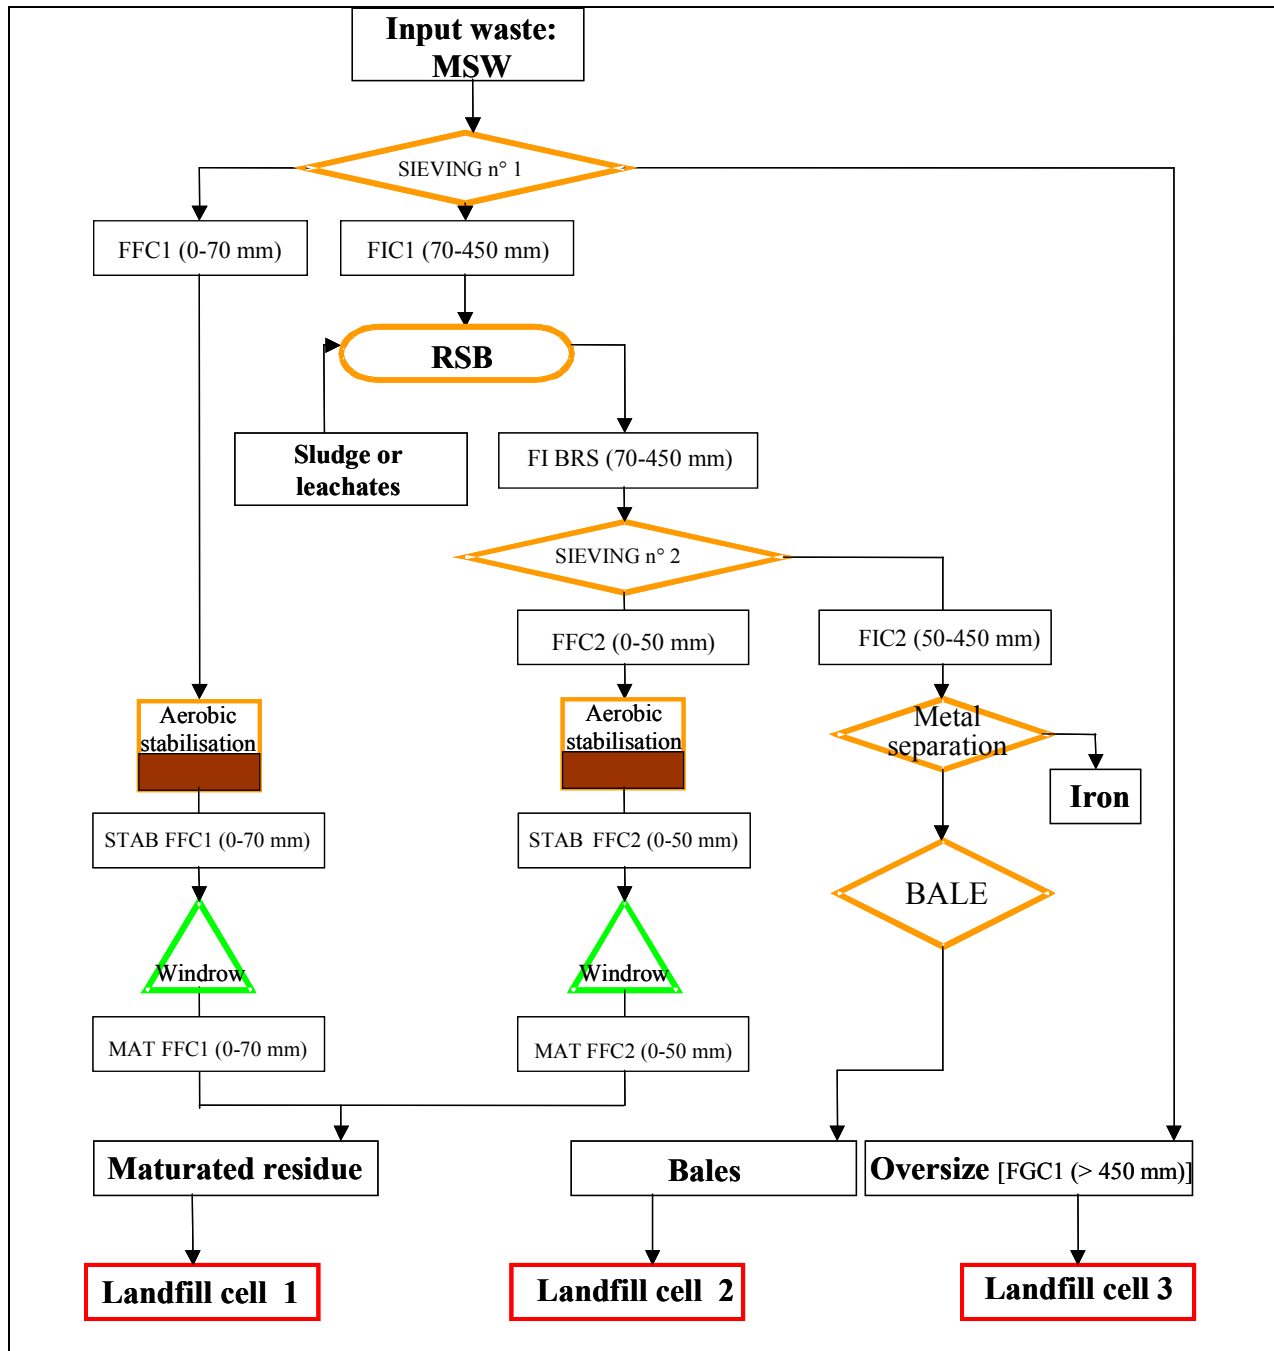 Input waste:
MSW
SIEVING n° 1
FFC1 (0-70 mm)
FIC1 (70-450 mm)
RSB
Sludge or
leachates
FI BRS (70-450 mm)
SIEVING n° 2
FFC2 (0-50 mm)
FIC2 (50-450 mm)
Aerobic
stabilisation
Aerobic
stabilisation
Metal
separation
Iron
STAB FFC1 (0-70 mm)
STAB FFC2 (0-50 mm)
BALE
Windrow
Windrow
MAT FFC1 (0-70 mm)
MAT FFC2 (0-50 mm)
Maturated residue
Bales
Oversize [FGC1 (> 450 mm)]
Landfill cell 1
Landfill cell 2
Landfill cell 3